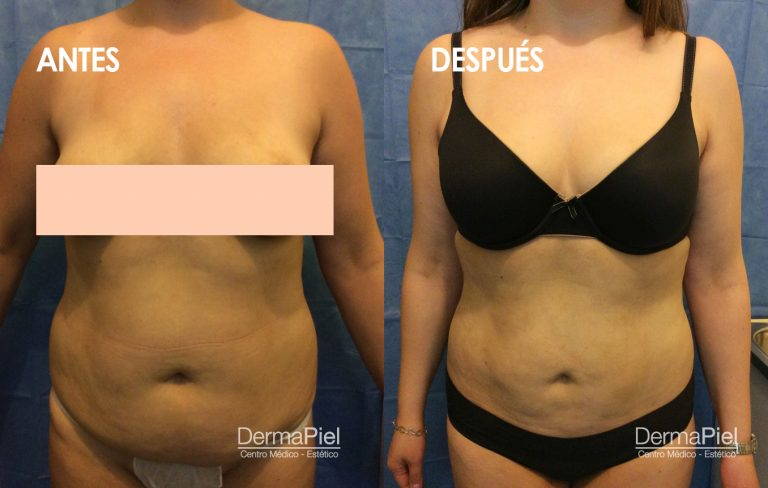 ANTES
DESPUÉS
DermaPiel
Centro Médico - Estético
DermaPiel
Centro Médico - Estético